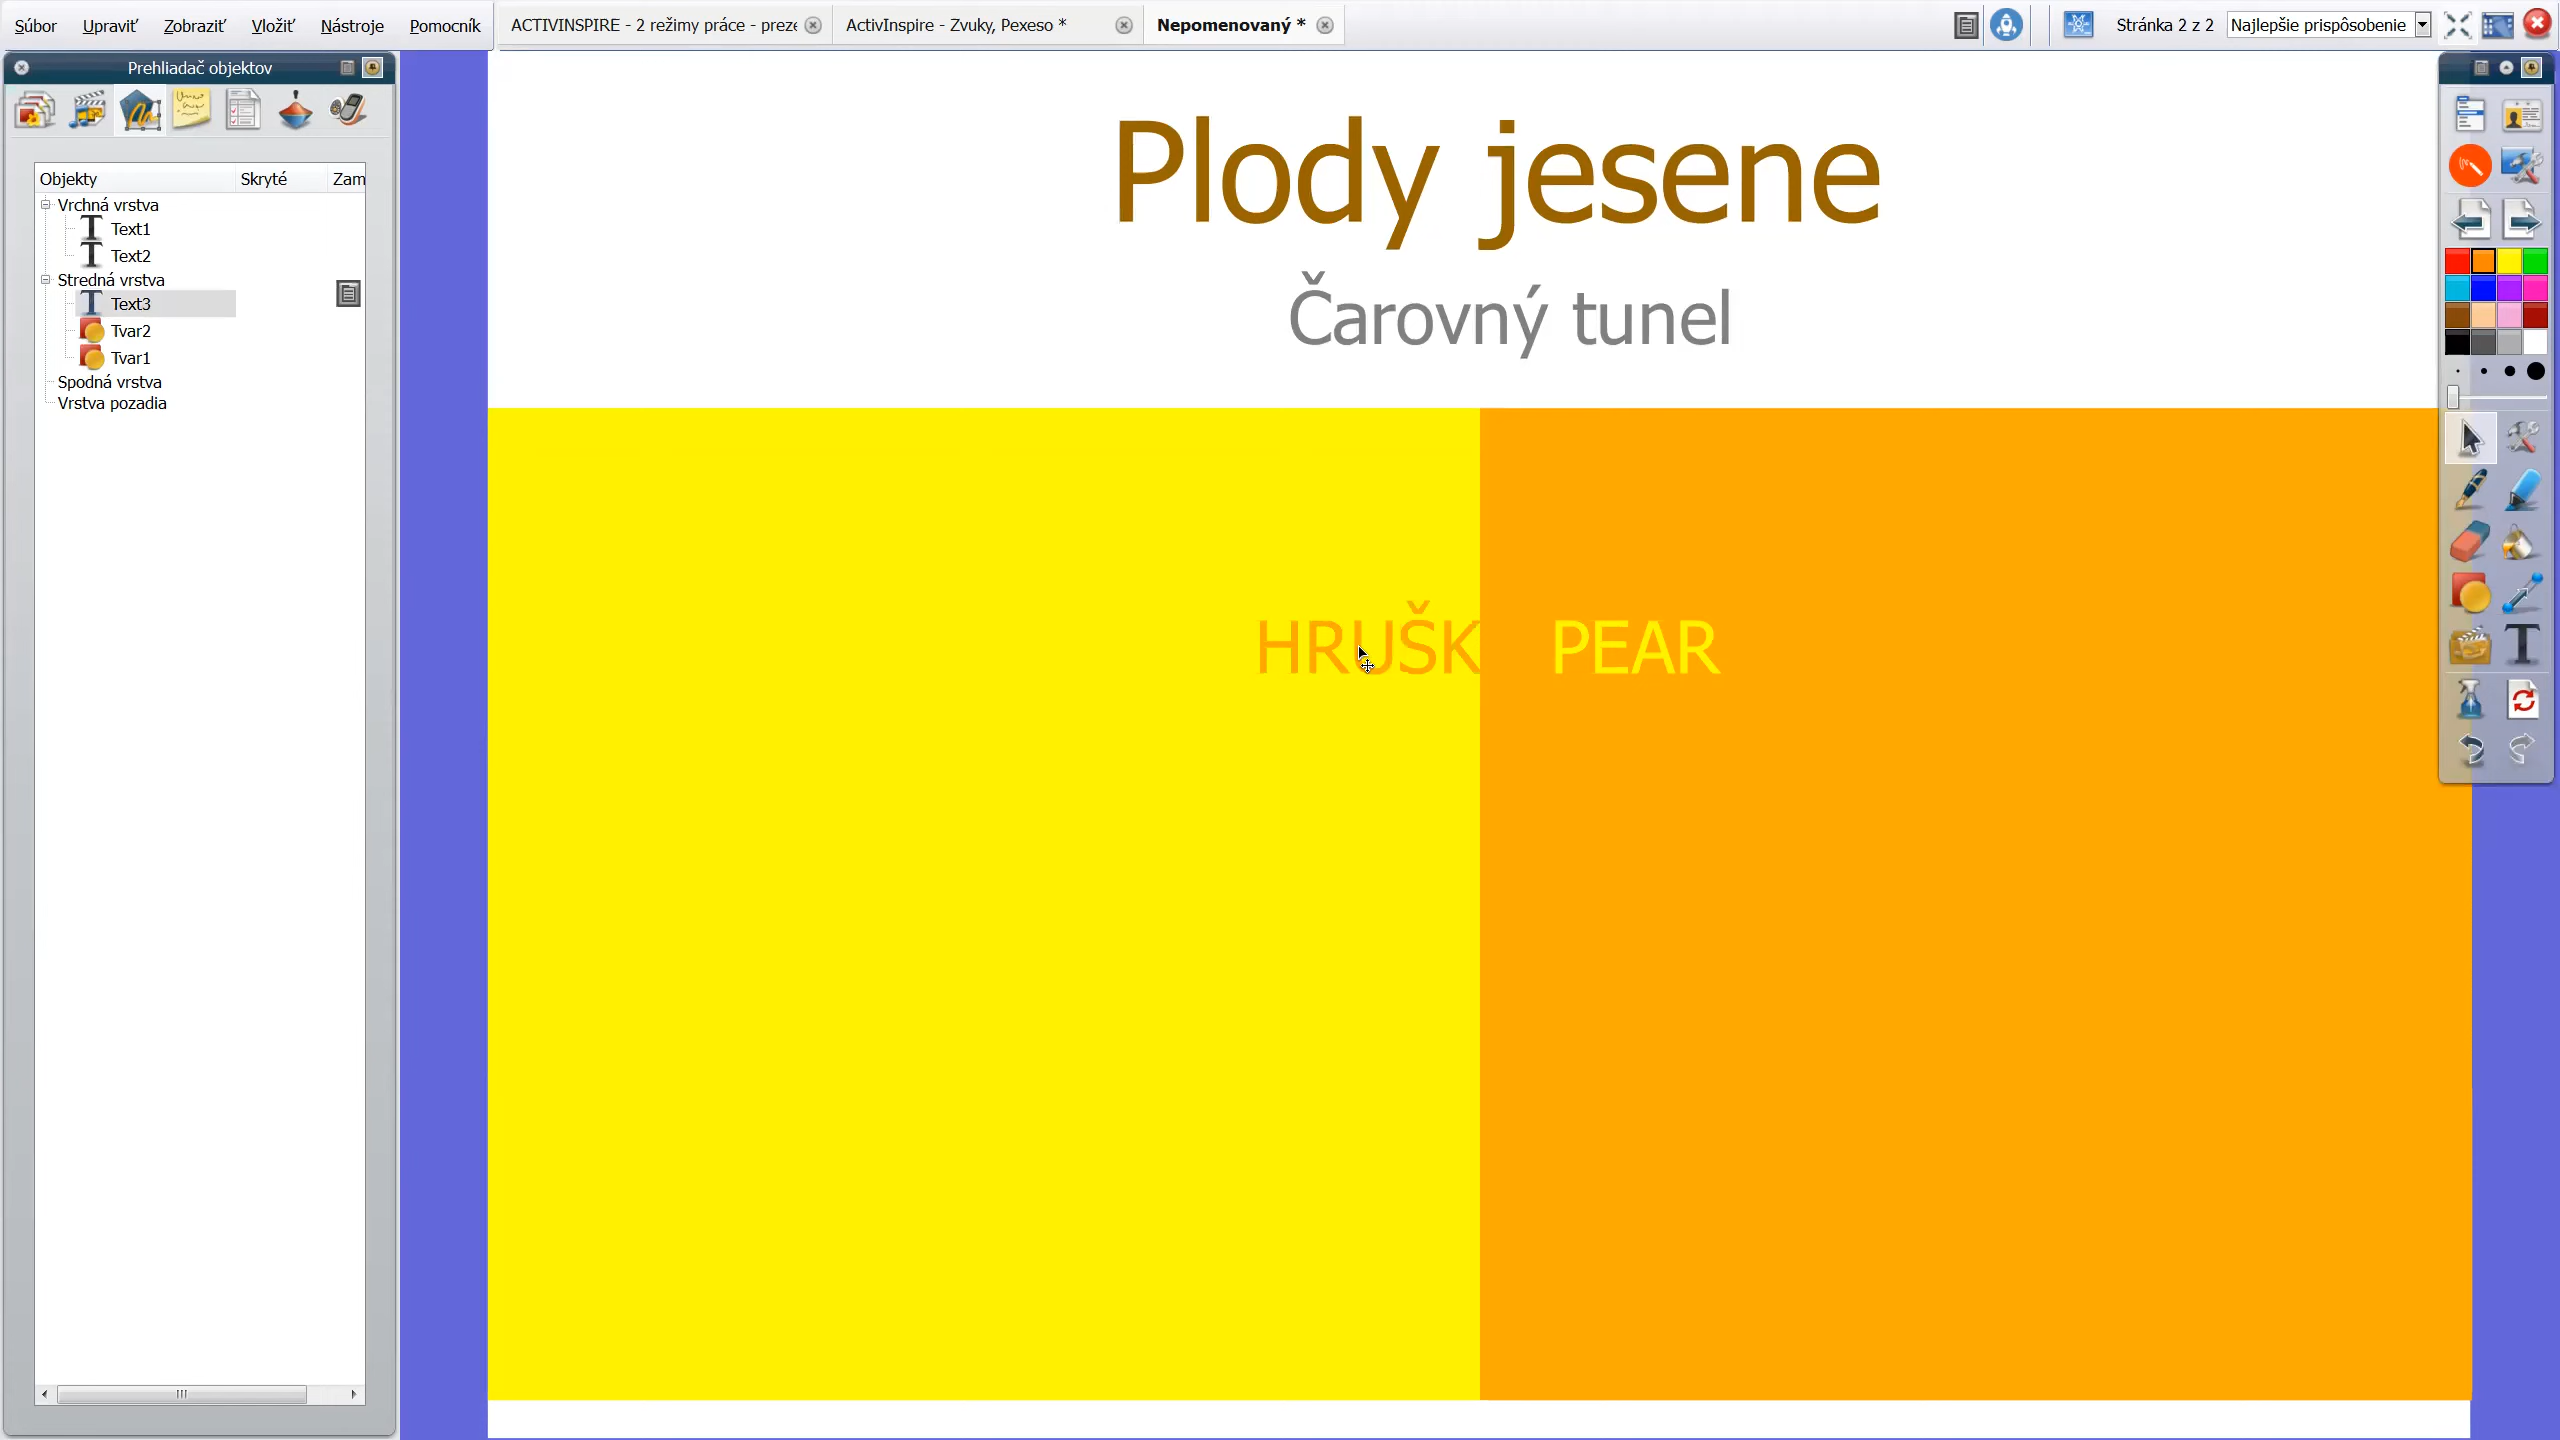 Súbor Upraviť Zobraziť Vložiť Nástroje Pomocník
ACTIVINSPIRE - 2 režimy práce - preze
ActivInspire - Zvuky, Pexeso *
Nepomenovaný *
Stránka 2 z 2
Najlepšie prispôsobenie
Prehliadač objektov
Objekty Skryté Zam
Vrchná vrstva
Text1
Text2
Stredná vrstva
Text3
Tvar2
Tvar1
Spodná vrstva
Vrstva pozadia
Plody jesene
Čarovný tunel
HRUŠK PEAR